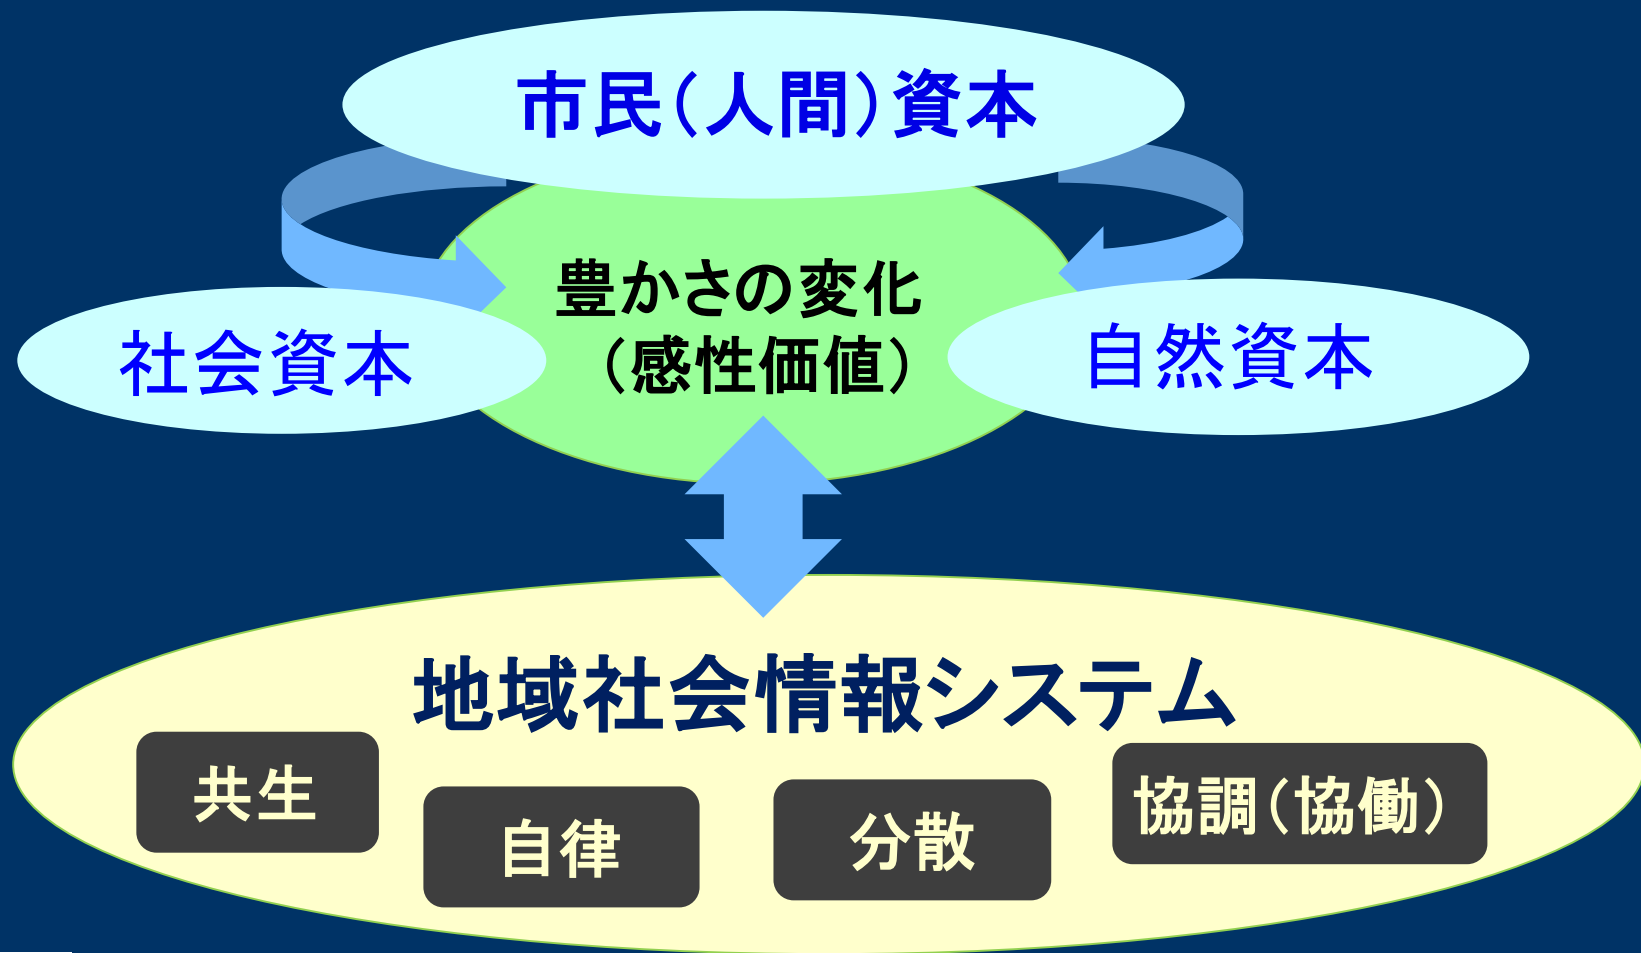 市民（人間）資本
豊かさの変化
（感性価値）
社会資本
自然資本
地域社会情報システム
共生
自律
分散
協調（協働）